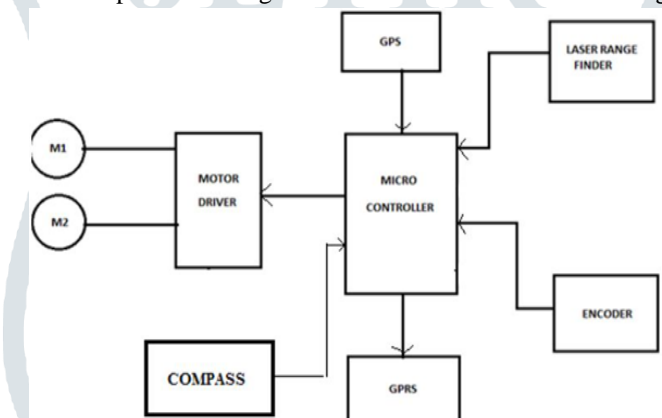 GPS
LASER RANGE
FINDER
M1
MOTOR
DRIVER
MICRO
CONTROLLER
M2
ENCODER
COMPASS
GPRS